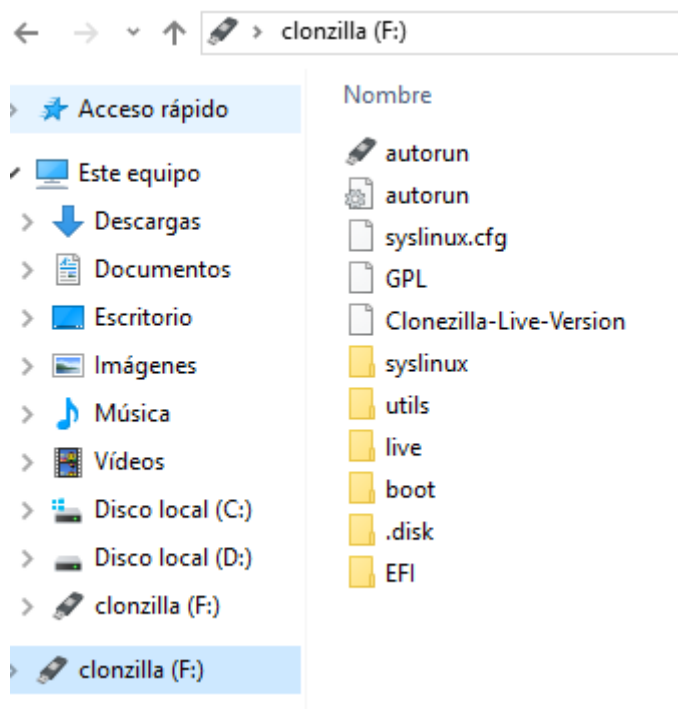 clonzilla (F:)
Acceso rápido
Este equipo
Descargas
Documentos
Escritorio
Imágenes
Música
Vídeos
Disco local (C:)
Disco local (D:)
clonzilla (F:)
clonzilla (F:)
Nombre
autorun
autorun
syslinux.cfg
GPL
Clonezilla-Live-Version
syslinux
utils
live
boot
.disk
EFI